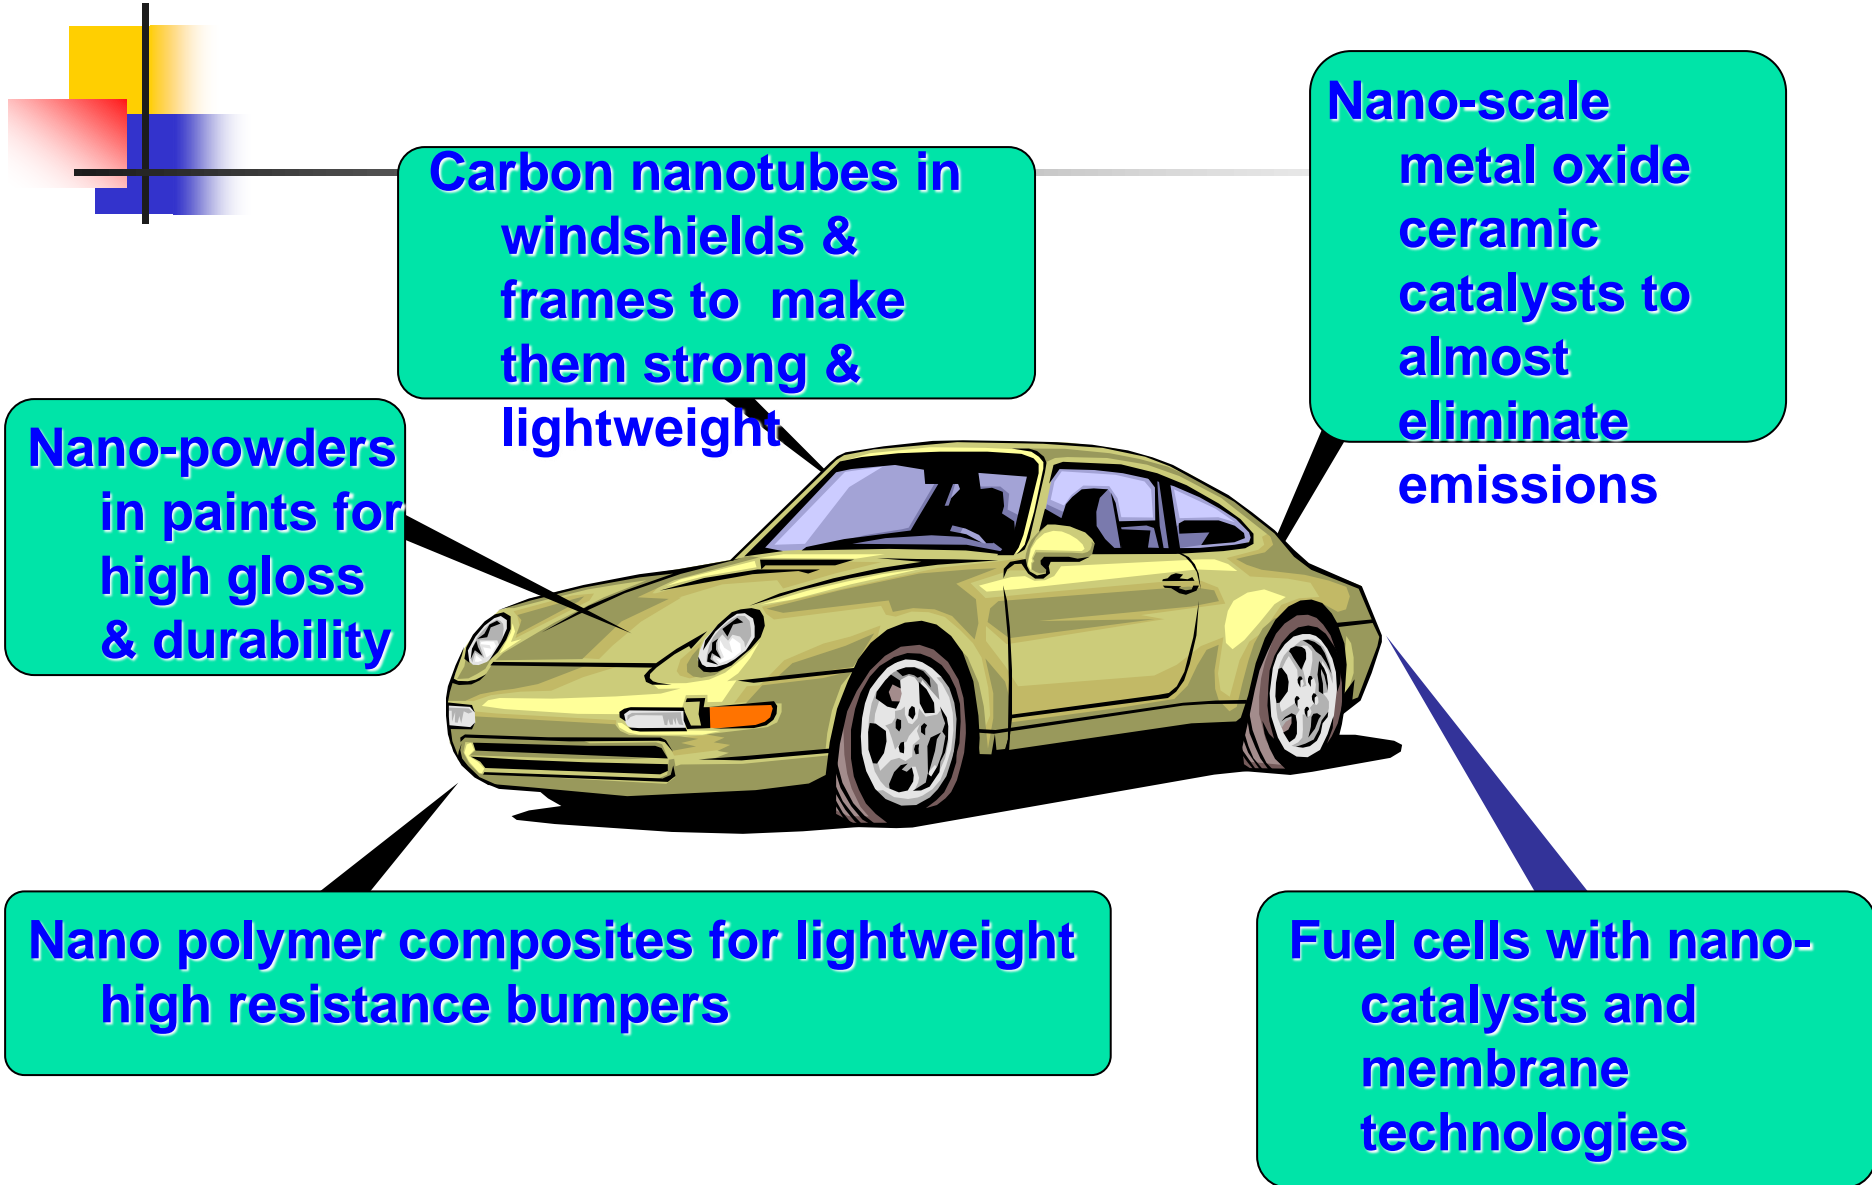 Carbon nanotubes in
windshields &
frames to  make
them strong &
lightweight
Nano-scale
metal oxide
ceramic
catalysts to
almost
eliminate
emissions
Nano-powders
in paints for
high gloss
& durability
Nano polymer composites for lightweight
high resistance bumpers
Fuel cells with nano-
catalysts and
membrane
technologies